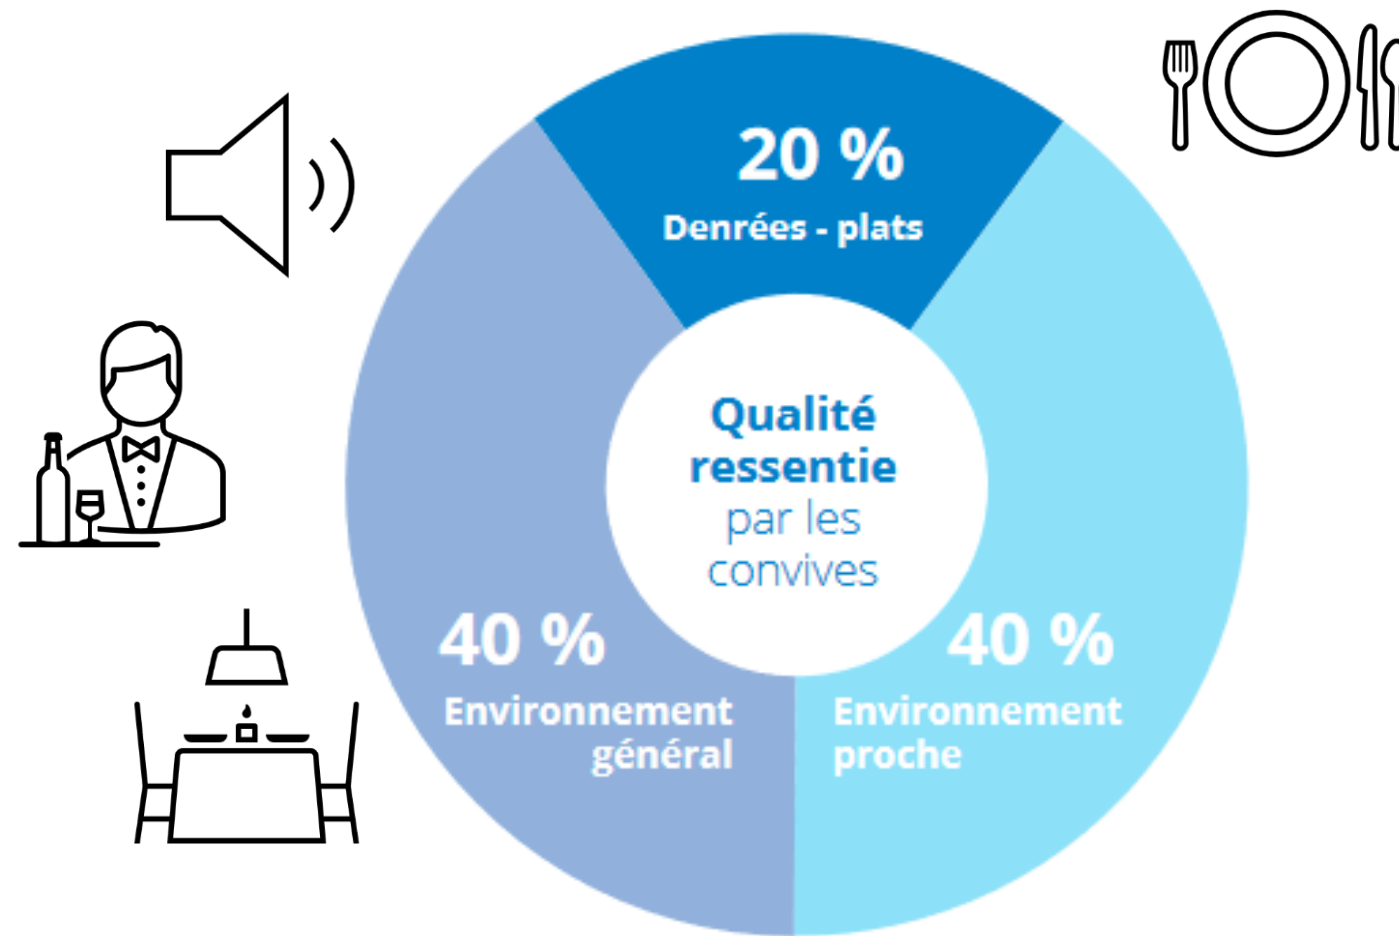 20 %
Denrées - plats
Qualité
ressentie
par les
convives
40 %
Environnement
général
40 %
Environnement
proche